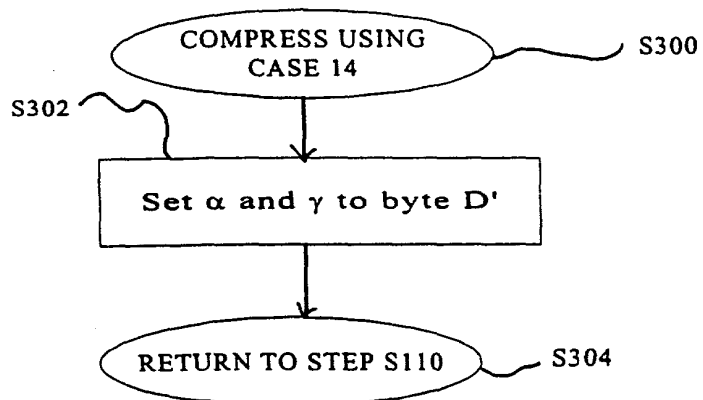 COMPRESS USING
CASE 14
S300
S302
Set α and γ to byte D'
RETURN TO STEP S110
S304